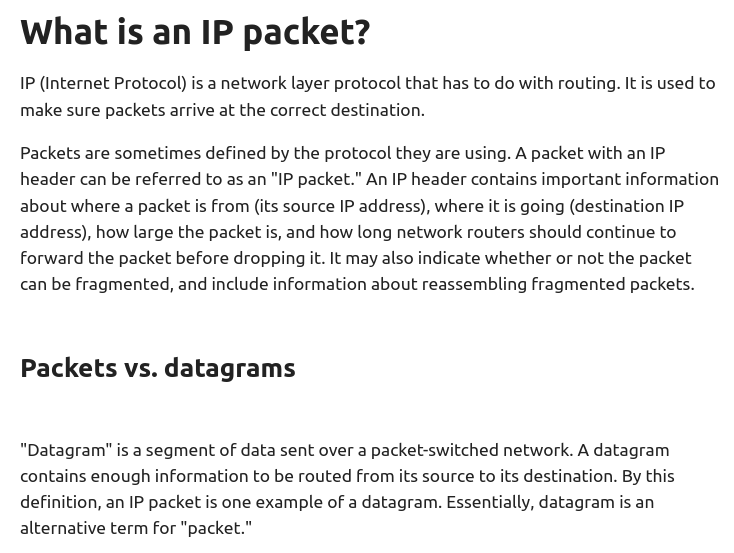 What is an IP packet?
IP (Internet Protocol) is a network layer protocol that has to do with routing. It is used to
make sure packets arrive at the correct destination.
Packets are sometimes defined by the protocol they are using. A packet with an IP
header can be referred to as an "IP packet." An IP header contains important information
about where a packet is from (its source IP address), where it is going (destination IP
address), how large the packet is, and how long network routers should continue to
forward the packet before dropping it. It may also indicate whether or not the packet
can be fragmented, and include information about reassembling fragmented packets.
Packets vs. datagrams
"Datagram" is a segment of data sent over a packet-switched network. A datagram
contains enough information to be routed from its source to its destination. By this
definition, an IP packet is one example of a datagram. Essentially, datagram is an
alternative term for "packet."